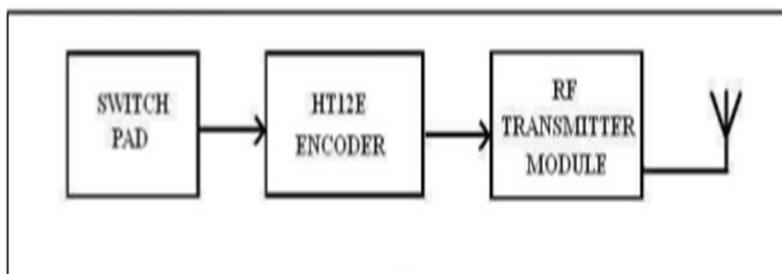 SWITCH
PAD
HT12E
ENCODER
RF
TRANSMITTER
MODULE